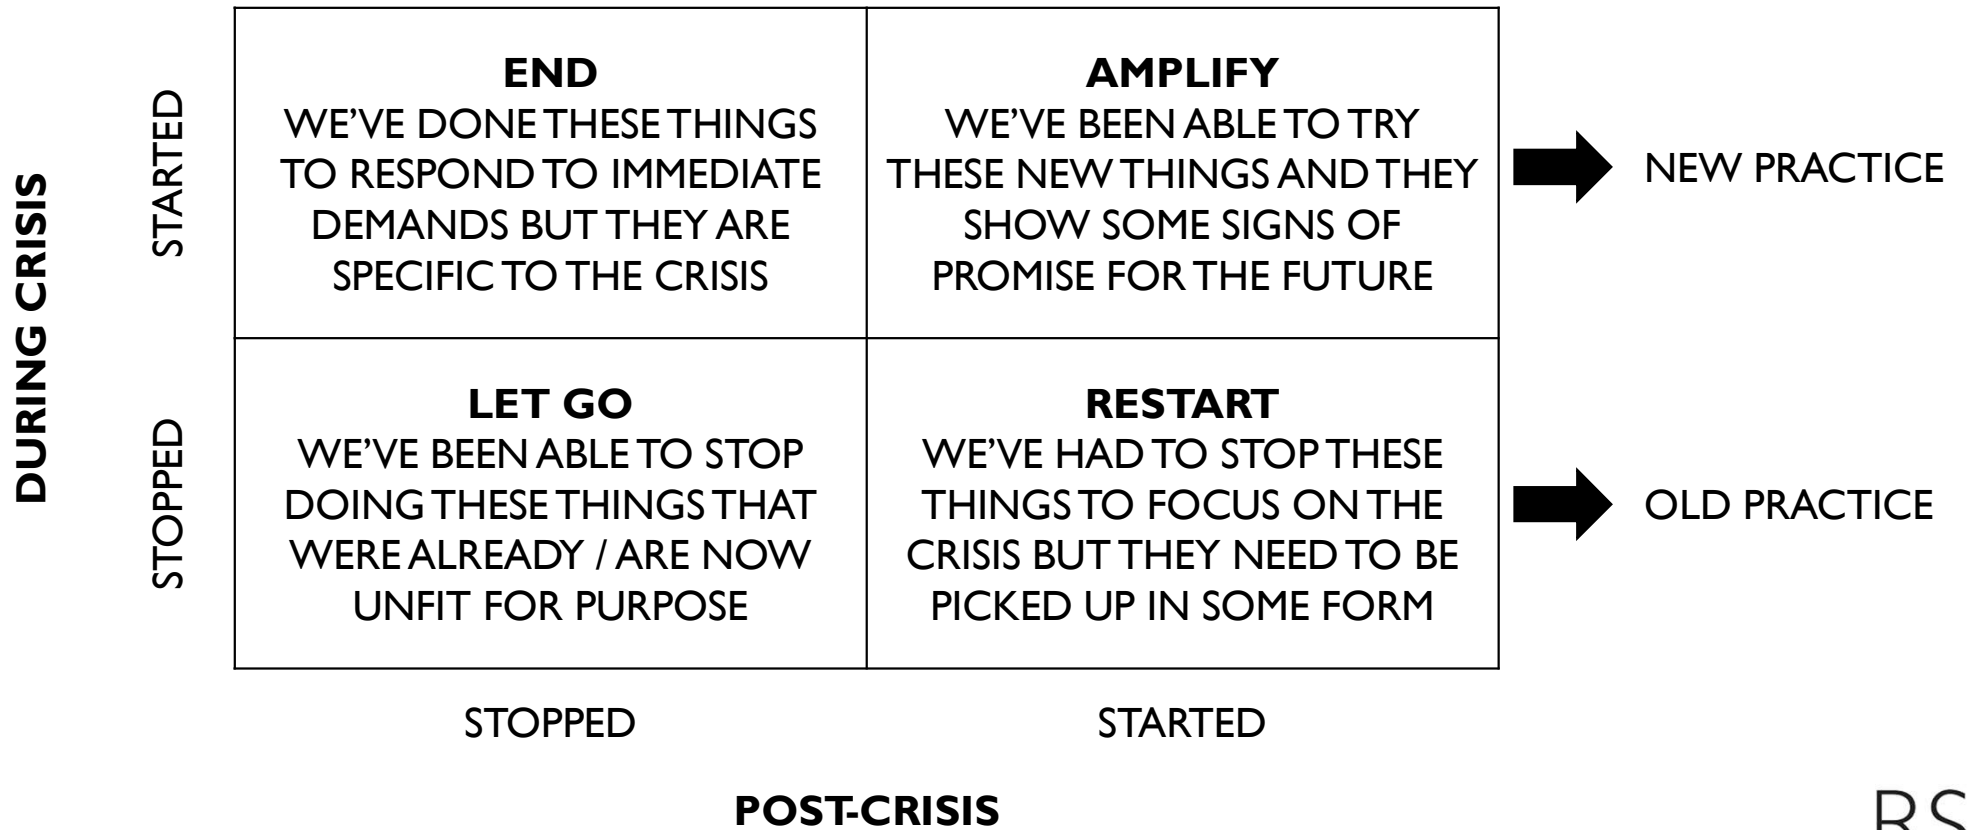 DURING CRISIS
STARTED
END
WE'VE DONE THESE THINGS
TO RESPOND TO IMMEDIATE
DEMANDS BUT THEY ARE
SPECIFIC TO THE CRISIS
AMPLIFY
WE'VE BEEN ABLE TO TRY
THESE NEW THINGS AND THEY
SHOW SOME SIGNS OF
PROMISE FOR THE FUTURE
NEW PRACTICE
STOPPED
LET GO
WE'VE BEEN ABLE TO STOP
DOING THESE THINGS THAT
WERE ALREADY / ARE NOW
UNFIT FOR PURPOSE
RESTART
WE'VE HAD TO STOP THESE
THINGS TO FOCUS ON THE
CRISIS BUT THEY NEED TO BE
PICKED UP IN SOME FORM
OLD PRACTICE
STOPPED
STARTED
POST-CRISIS